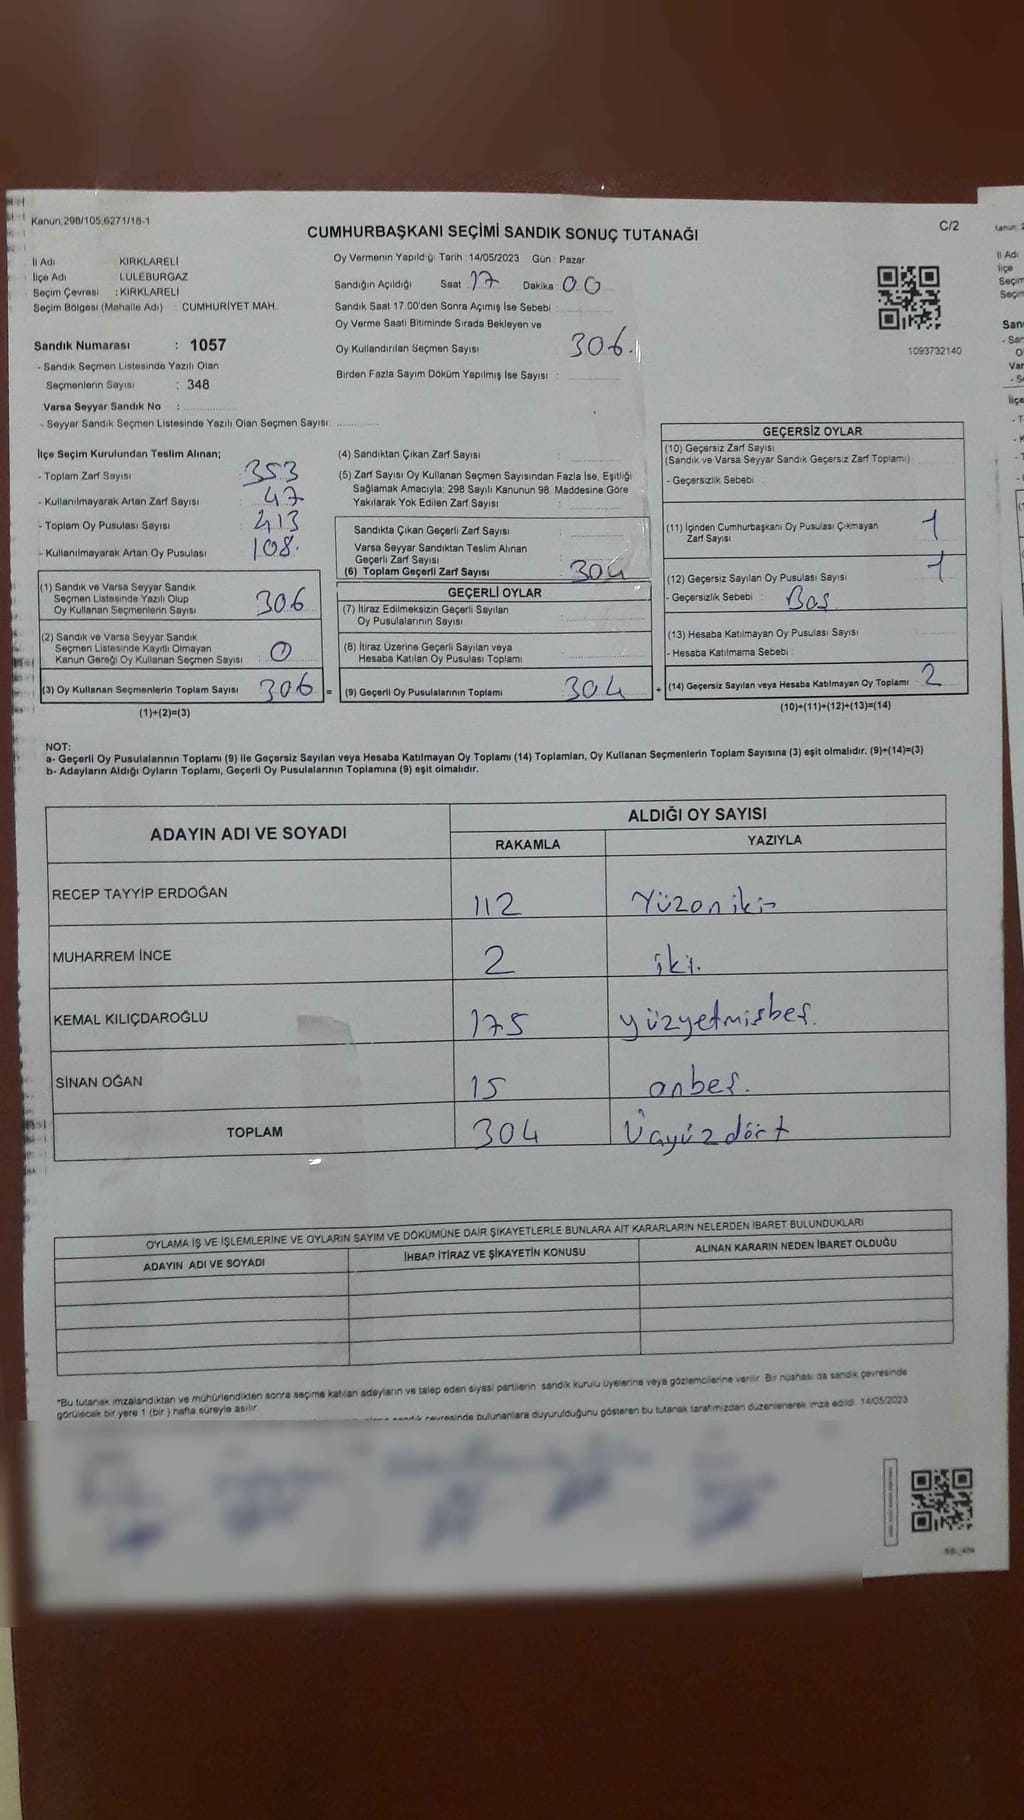 Kanun:298/105;6271/18-1
C/2
CUMHURBAŞKANI SEÇİMİ SANDIK SONUÇ TUTANAĞI
İl Adı KIRKLARELİ
İlçe Adı LÜLEBURGAZ
Seçim Çevresi : KIRKLARELİ
Seçim Bölgesi (Mahalle Adı) : CUMHURİYET MAH.
Sandık Numarası : 1057
- Sandık Seçmen Listesinde Yazılı Olan
Seçmenlerin Sayısı : 348
Varsa Seyyar Sandık No :
- Seyyar Sandık Seçmen Listesinde Yazılı Olan Seçmen Sayısı:
Oy Vermenin Yapıldığı Tarih : 14/05/2023 Gün : Pazar
Sandığın Açıldığı Saat : 17 Dakika : 00
Sandık Saat 17:00'den Sonra Açımış İse Sebebi :
Oy Verme Saati Bitiminde Sırada Bekleyen ve
Oy Kullandırılan Seçmen Sayısı 306.
Birden Fazla Sayım Döküm Yapılmış İse Sayısı :
1093732140
İlçe Seçim Kurulundan Teslim Alınan;
- Toplam Zarf Sayısı 353
- Kullanılmayarak Artan Zarf Sayısı 47
- Toplam Oy Pusulası Sayısı 413
- Kullanılmayarak Artan Oy Pusulası 108.
(1) Sandık ve Varsa Seyyar Sandık
Seçmen Listesinde Yazılı Olup
Oy Kullanan Seçmenlerin Sayısı 306
(2) Sandık ve Varsa Seyyar Sandık
Seçmen Listesinde Kayıtlı Olmayan
Kanun Gereği Oy Kullanan Seçmen Sayısı 0
(3) Oy Kullanan Seçmenlerin Toplam Sayısı 306 =
(1)+(2)=(3)
(4) Sandıktan Çıkan Zarf Sayısı
(5) Zarf Sayısı Oy Kullanan Seçmen Sayısından Fazla İse, Eşitliği
Sağlamak Amacıyla; 298 Sayılı Kanunun 98. Maddesine Göre
Yakılarak Yok Edilen Zarf Sayısı
Sandıkta Çıkan Geçerli Zarf Sayısı
Varsa Seyyar Sandıktan Teslim Alınan
Geçerli Zarf Sayısı
(6) Toplam Geçerli Zarf Sayısı 304
GEÇERLİ OYLAR
(7) İtiraz Edilmeksizin Geçerli Sayılan
Oy Pusulalarının Sayısı
(8) İtiraz Üzerine Geçerli Sayılan veya
Hesaba Katılan Oy Pusulası Toplamı
(9) Geçerli Oy Pusulalarının Toplamı 304 +
GEÇERSİZ OYLAR
(10) Geçersiz Zarf Sayısı
(Sandık ve Varsa Seyyar Sandık Geçersiz Zarf Toplamı)
- Geçersizlik Sebebi
(11) İçinden Cumhurbaşkanı Oy Pusulası Çıkmayan
Zarf Sayısı 1
(12) Geçersiz Sayılan Oy Pusulası Sayısı 1
- Geçersizlik Sebebi : Boş
(13) Hesaba Katılmayan Oy Pusulası Sayısı
- Hesaba Katılmama Sebebi :
(14) Geçersiz Sayılan veya Hesaba Katılmayan Oy Toplamı 2
(10)+(11)+(12)+(13)=(14)
NOT:
a- Geçerli Oy Pusulalarının Toplamı (9) ile Geçersiz Sayılan veya Hesaba Katılmayan Oy Toplamı (14) Toplamları, Oy Kullanan Seçmenlerin Toplam Sayısına (3) eşit olmalıdır. (9)+(14)=(3)
b- Adayların Aldığı Oyların Toplamı, Geçerli Oy Pusulalarının Toplamına (9) eşit olmalıdır.
ADAYIN ADI VE SOYADI
ALDIĞI OY SAYISI
RAKAMLA YAZIYLA
RECEP TAYYİP ERDOĞAN 112 Yüzoniki
MUHARREM İNCE 2 iki.
KEMAL KILIÇDAROĞLU 175 yüzyetmişbeş.
SİNAN OĞAN 15 onbeş.
TOPLAM 304 Üçyüzdört
OYLAMA İŞ VE İŞLEMLERİNE VE OYLARIN SAYIM VE DÖKÜMÜNE DAİR ŞİKAYETLERLE BUNLARA AİT KARARLARIN NELERDEN İBARET BULUNDUKLARI
ADAYIN ADI VE SOYADI İHBAR İTİRAZ VE ŞİKAYETİN KONUSU ALINAN KARARIN NEDEN İBARET OLDUĞU
*Bu tutanak imzalandıktan ve mühürlendikten sonra seçime katılan adayların ve talep eden siyasi partilerin sandık kurulu üyelerine veya gözlemcilerine verilir. Bir nüshası da sandık çevresinde
görülecek bir yere 1 (bir) hafta süreyle asılır.
sandık çevresinde bulunanlara duyurulduğunu gösteren bu tutanak tarafımızdan düzenlenerek imza edildi. 14/05/2023